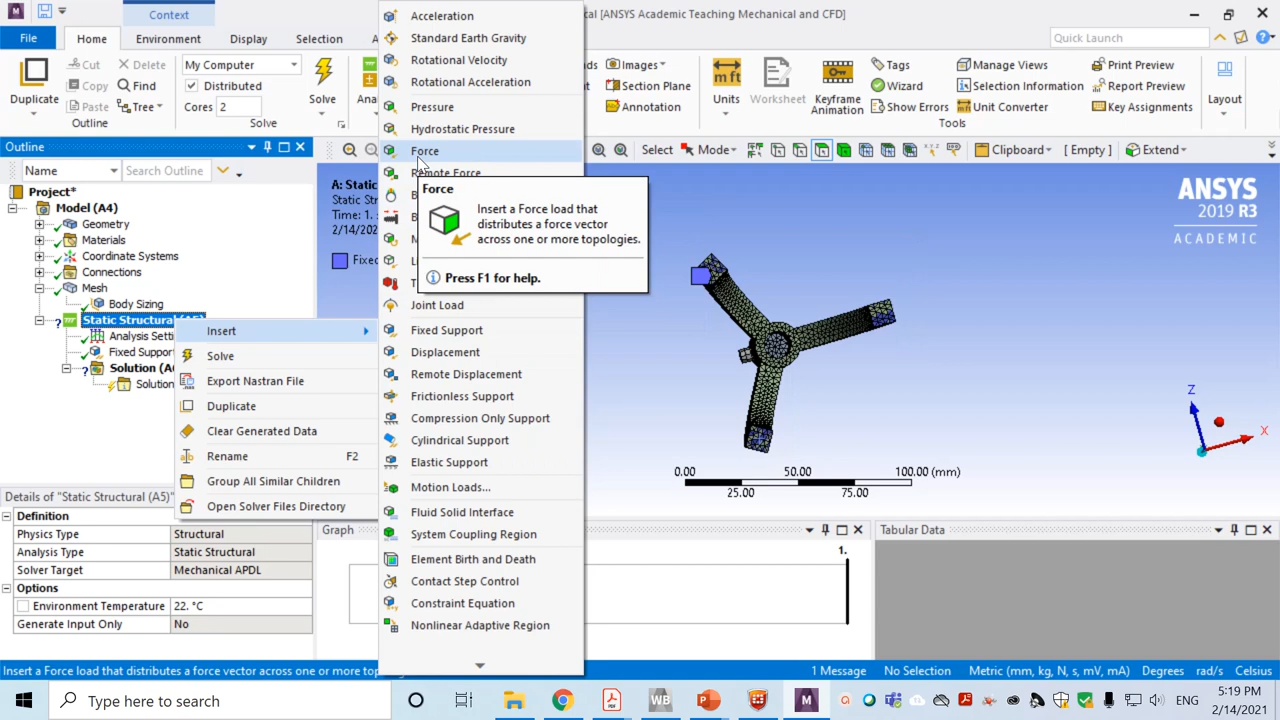 Context
ical [ANSYS Academic Teaching Mechanical and CFD]
File
Home
Environment
Display
Selection
Quick Launch
Duplicate
Cut
Copy
Paste
Delete
Find
Tree
Outline
My Computer
Distributed
Cores 2
Solve
Solve
Images
Section Plane
Annotation
Units
Worksheet
Keyframe
Animation
Tags
Wizard
Show Errors
Manage Views
Selection Information
Unit Converter
Print Preview
Report Preview
Key Assignments
Tools
Layout
Outline
Name
Search Outline
Project*
Model (A4)
Geometry
Materials
Coordinate Systems
Connections
Mesh
Body Sizing
Static Structural (A5)
Analysis Setti
Fixed Suppor
Solution (A
Solution
Insert
Solve
Export Nastran File
Duplicate
Clear Generated Data
Rename F2
Group All Similar Children
Open Solver Files Directory
Acceleration
Standard Earth Gravity
Rotational Velocity
Rotational Acceleration
Pressure
Hydrostatic Pressure
Force
Remote Force
Joint Load
Fixed Support
Displacement
Remote Displacement
Frictionless Support
Compression Only Support
Cylindrical Support
Elastic Support
Motion Loads...
Fluid Solid Interface
System Coupling Region
Element Birth and Death
Contact Step Control
Constraint Equation
Nonlinear Adaptive Region
Force
Insert a Force load that
distributes a force vector
across one or more topologies.
Press F1 for help.
Select
Mode
Clipboard
[ Empty ]
Extend
A: Static
Static Str
Time: 1. s
2/14/202
Fixed
ANSYS
2019 R3
ACADEMIC
Z
X
0.00 50.00 100.00 (mm)
25.00 75.00
Details of "Static Structural (A5)"
Definition
Physics Type Structural
Analysis Type Static Structural
Solver Target Mechanical APDL
Options
Environment Temperature 22. °C
Generate Input Only No
Graph
1.
Tabular Data
Insert a Force load that distributes a force vector across one or more topo
1 Message
No Selection
Metric (mm, kg, N, s, mV, mA)
Degrees
rad/s
Celsius
Type here to search
WB
M
ENG
5:19 PM
2/14/2021